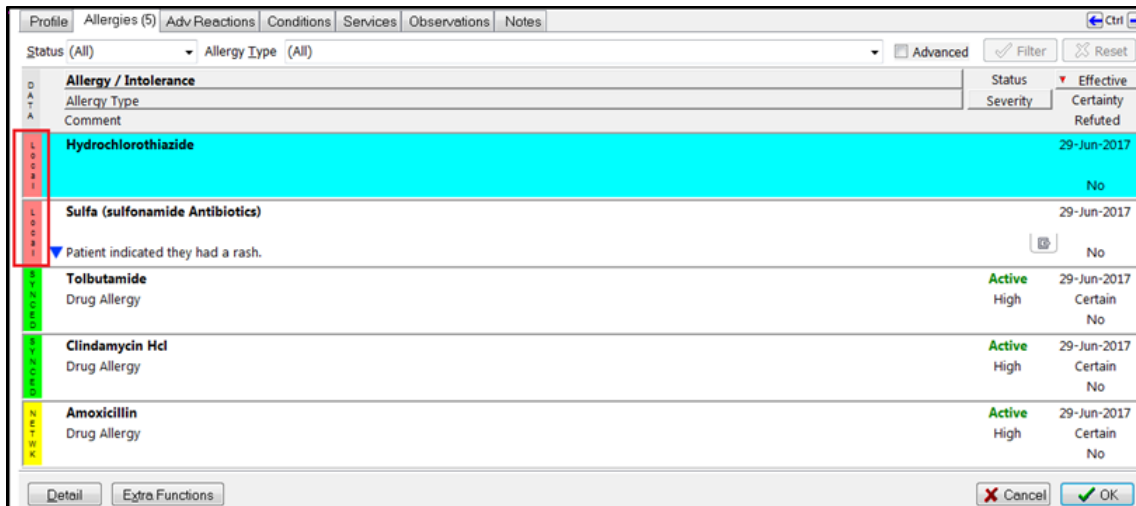 Profile Allergies (5) Adv Reactions Conditions Services Observations Notes Ctrl
Status (All) Allergy Type (All) Advanced Filter Reset
DATA
Allergy / Intolerance Status Effective
Allergy Type Severity Certainty
Comment Refuted
Local
Hydrochlorothiazide 29-Jun-2017
No
Local
Sulfa (sulfonamide Antibiotics) 29-Jun-2017
Patient indicated they had a rash. No
SYNCED
Tolbutamide Active 29-Jun-2017
Drug Allergy High Certain
No
SYNCED
Clindamycin Hcl Active 29-Jun-2017
Drug Allergy High Certain
No
NETWK
Amoxicillin Active 29-Jun-2017
Drug Allergy High Certain
No
Detail Extra Functions Cancel OK